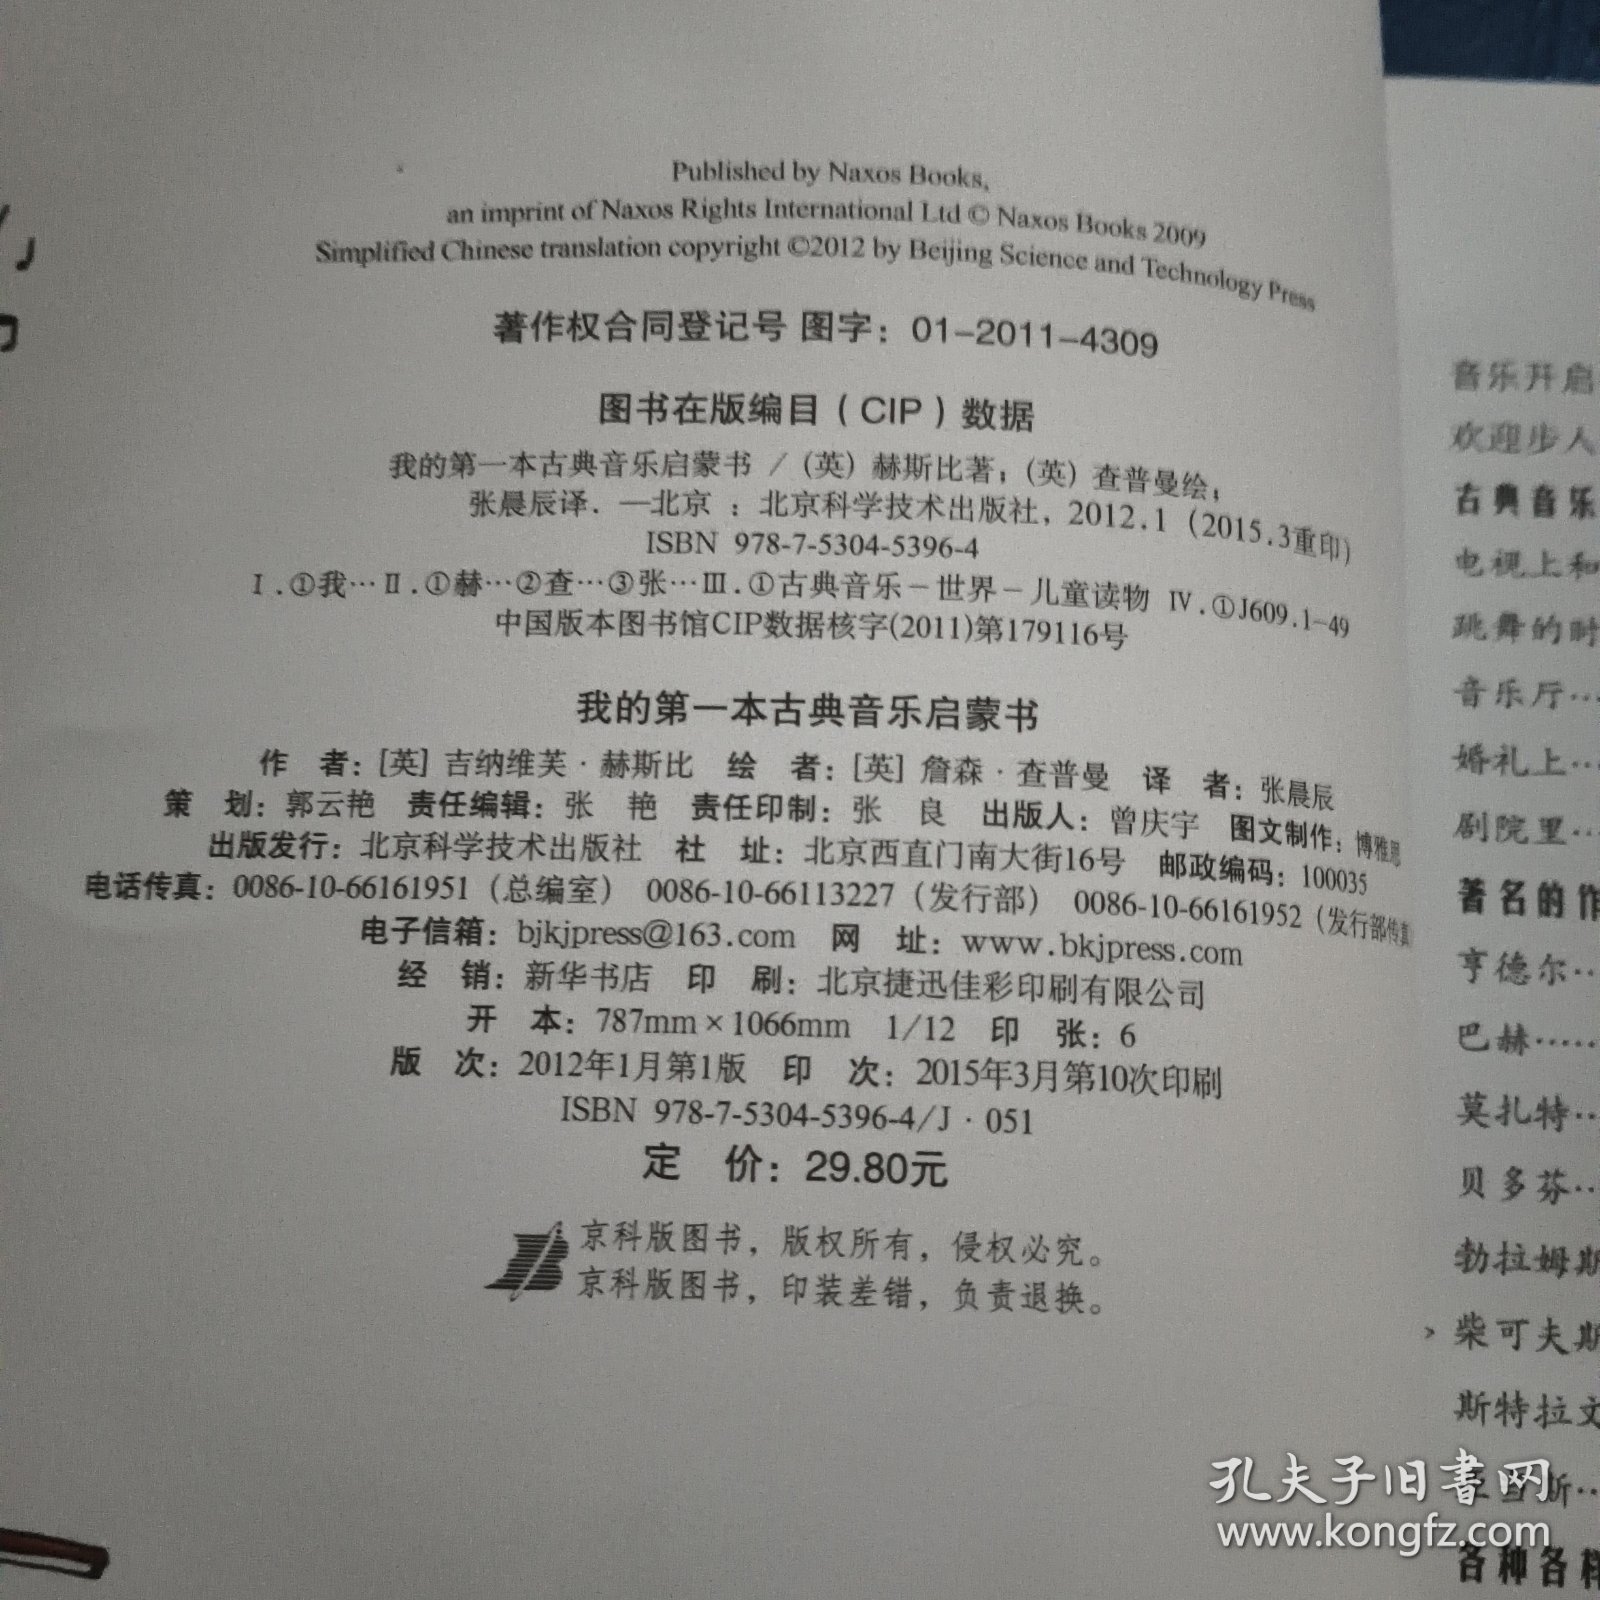 Published by Naxos Books,
an imprint of Naxos Rights International Ltd © Naxos Books 2009
Simplified Chinese translation copyright ©2012 by Beijing Science and Technology Press
著作权合同登记号 图字：01-2011-4309
图书在版编目（CIP）数据
我的第一本古典音乐启蒙书 / （英）赫斯比著；（英）查普曼绘；
张晨辰译．—北京：北京科学技术出版社，2012.1（2015.3重印）
ISBN 978-7-5304-5396-4
Ⅰ.①我…Ⅱ.①赫…②查…③张…Ⅲ.①古典音乐－世界－儿童读物 Ⅳ.①J609.1-49
中国版本图书馆CIP数据核字(2011)第179116号
我的第一本古典音乐启蒙书
作 者：[英] 吉纳维芙·赫斯比 绘 者：[英] 詹森·查普曼 译 者：张晨辰
策 划：郭云艳 责任编辑：张 艳 责任印制：张 良 出版人：曾庆宇 图文制作：博雅思
出版发行：北京科学技术出版社 社 址：北京西直门南大街16号 邮政编码：100035
电话传真：0086-10-66161951（总编室） 0086-10-66113227（发行部） 0086-10-66161952（发行部传真
电子信箱：bjkjpress@163.com 网 址：www.bkjpress.com
经 销：新华书店 印 刷：北京捷迅佳彩印刷有限公司
开 本：787mm×1066mm 1/12 印 张：6
版 次：2012年1月第1版 印 次：2015年3月第10次印刷
ISBN 978-7-5304-5396-4/J·051
定 价：29.80元
京科版图书，版权所有，侵权必究。
京科版图书，印装差错，负责退换。
音乐开启
欢迎步入
古典音乐
电视上和
跳舞的时
音乐厅…
婚礼上…
剧院里…
著名的作
亨德尔…
巴赫……
莫扎特…
贝多芬…
勃拉姆斯
柴可夫斯
斯特拉文
各种各样
孔夫子旧书网
www.kongfz.com